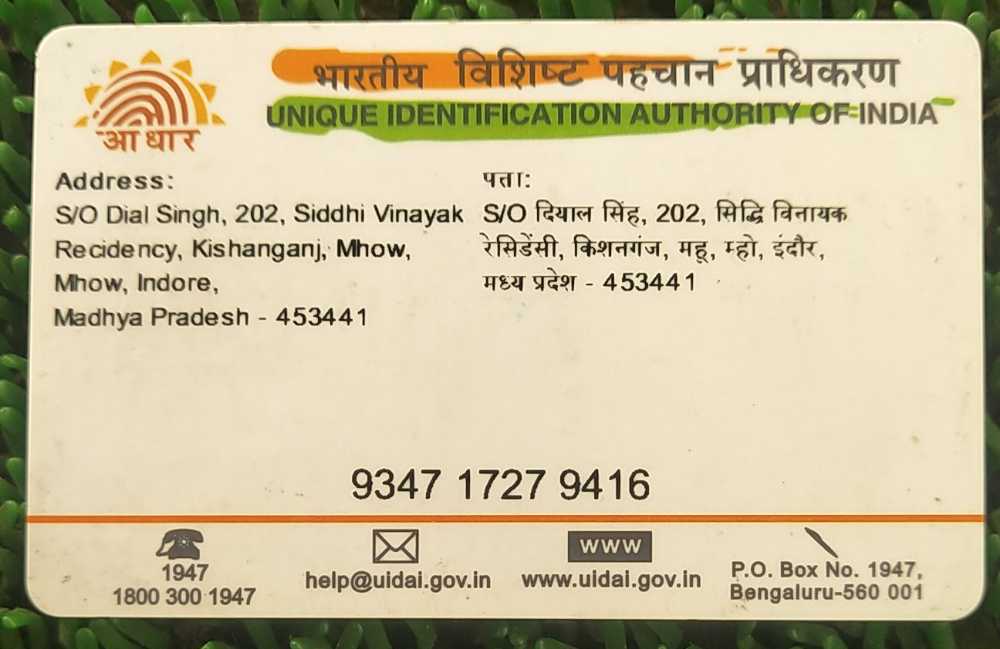 भारतीय विशिष्ट पहचान प्राधिकरण
UNIQUE IDENTIFICATION AUTHORITY OF INDIA
आधार
Address:
S/O Dial Singh, 202, Siddhi Vinayak
Recidency, Kishanganj, Mhow,
Mhow, Indore,
Madhya Pradesh - 453441
पता:
S/O दियाल सिंह, 202, सिद्धि विनायक
रेसिडेंसी, किशनगंज, महू, म्हो, इंदौर,
मध्य प्रदेश - 453441
9347 1727 9416
1947
1800 300 1947
help@uidai.gov.in
www
www.uidai.gov.in
P.O. Box No. 1947,
Bengaluru-560 001